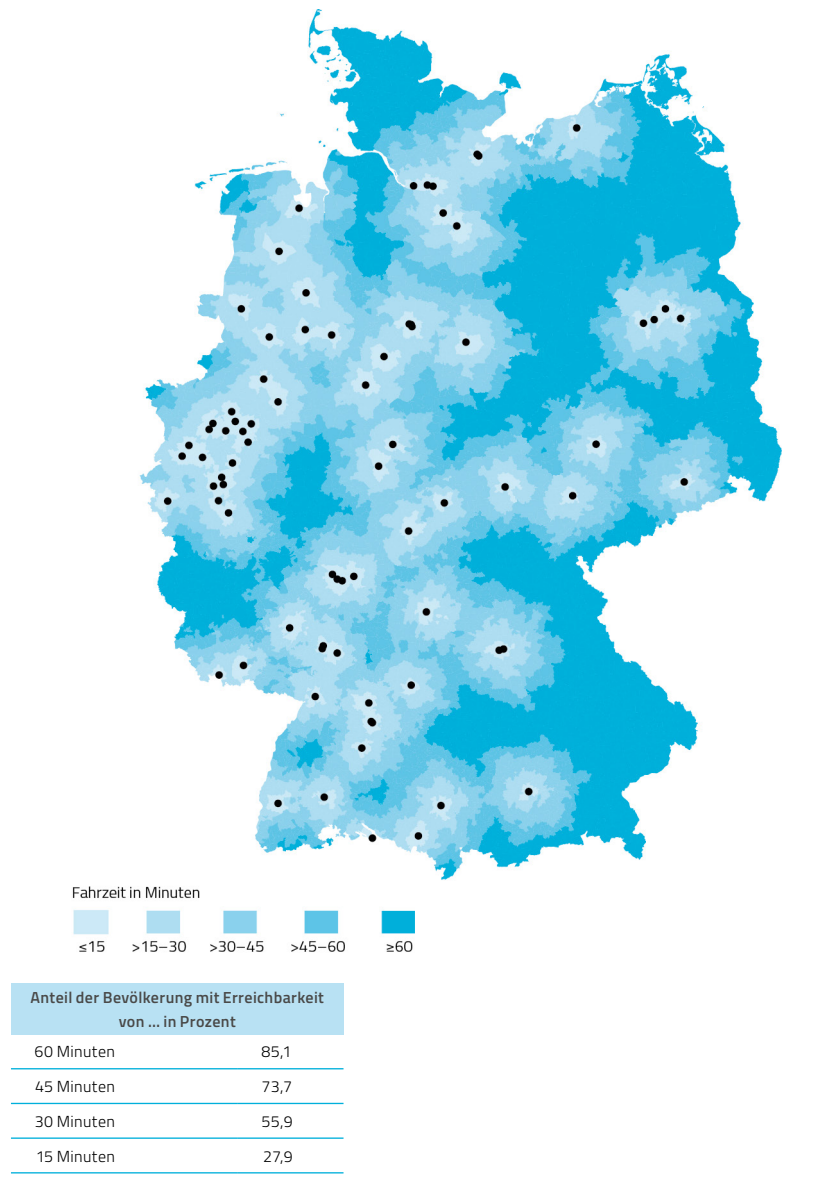 Fahrzeit in Minuten
≤15 >15–30 >30–45 >45–60 ≥60
Anteil der Bevölkerung mit Erreichbarkeit
von ... in Prozent
60 Minuten 85,1
45 Minuten 73,7
30 Minuten 55,9
15 Minuten 27,9